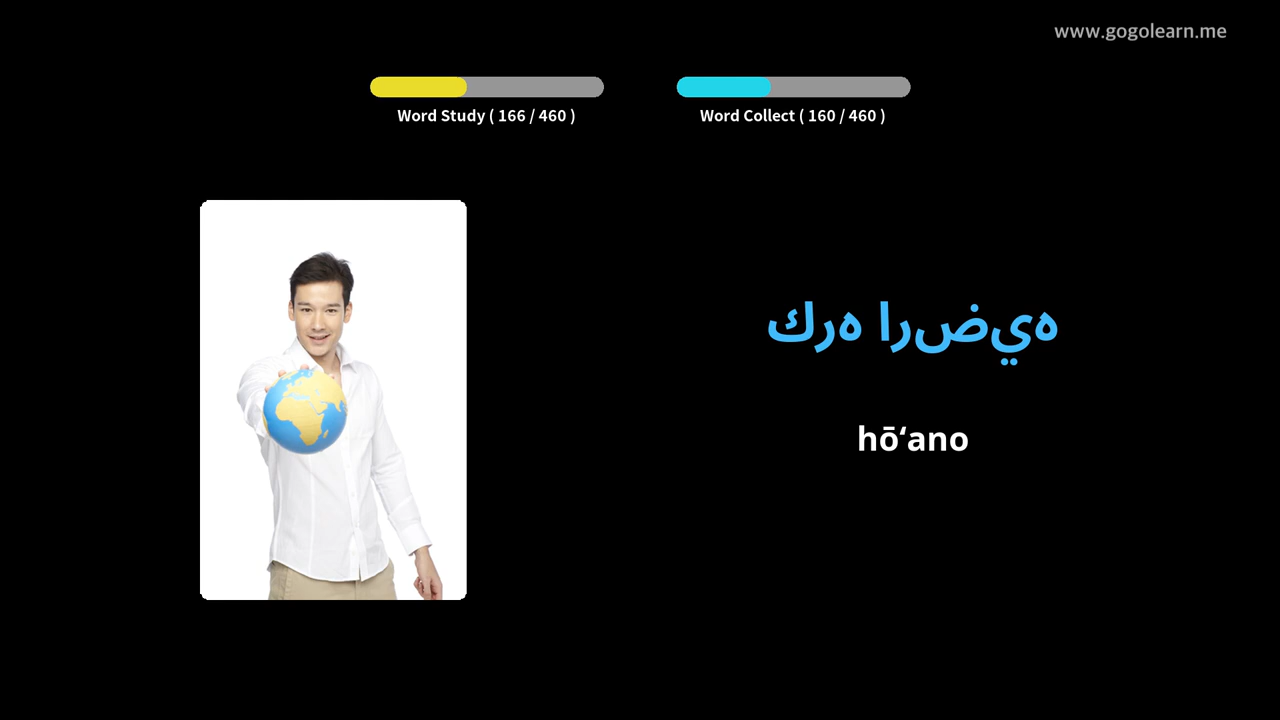 www.gogolearn.me
Word Study ( 166 / 460 )
Word Collect ( 160 / 460 )
كره ارضيه
hōʻano